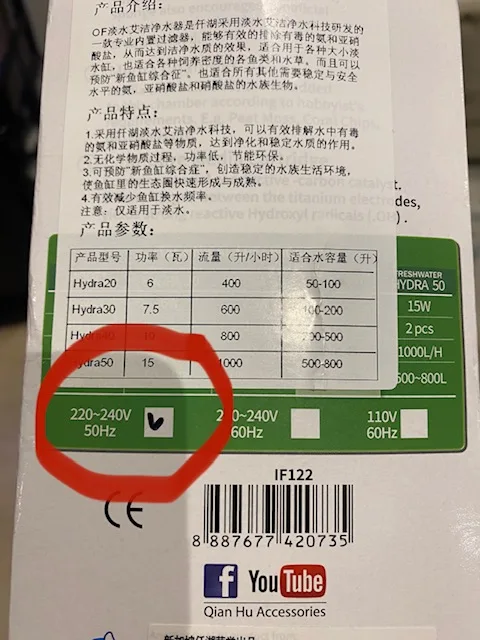 产品介绍:
OF淡水艾洁净水器是仟湖采用淡水艾洁净水科技研发的
一款专业内置过滤器,能够有效的排除有毒的氨和亚硝
酸盐,从而达到洁净水质的效果,适合用于各种大小淡
水缸,也适合各种饲养密度的各鱼类和水草。而且可以
预防"新鱼缸综合症"。也适合所有其他需要稳定与安全
水平的氨,亚硝酸盐和硝酸盐的水族生物。
产品特点:
1.采用仟湖淡水艾洁净水科技,可以有效排解水中有毒
的氨和亚硝酸盐等物质,达到净化和稳定水质的作用。
2.无化学物质过程,功率低,节能环保。
3.可预防"新鱼缸综合症",创造稳定的水族生活环境,
使鱼缸里的生态圈快速形成与成熟。
4.有效减少鱼缸换水频率。
注意:仅适用于淡水。
产品参数:
产品型号 功率(瓦) 流量(升/小时) 适合水容量(升)
Hydra20 6 400 50-100
Hydra30 7.5 600 100-200
Hydra40 10 800 200-500
Hydra50 15 1000 500-800
FRESHWATER
HYDRA 50
15W
2 pcs
1000L/H
500~800L
220~240V
50Hz
220~240V
60Hz
110V
60Hz
CE
IF122
8 887677 420735
f YouTube
Qian Hu Accessories